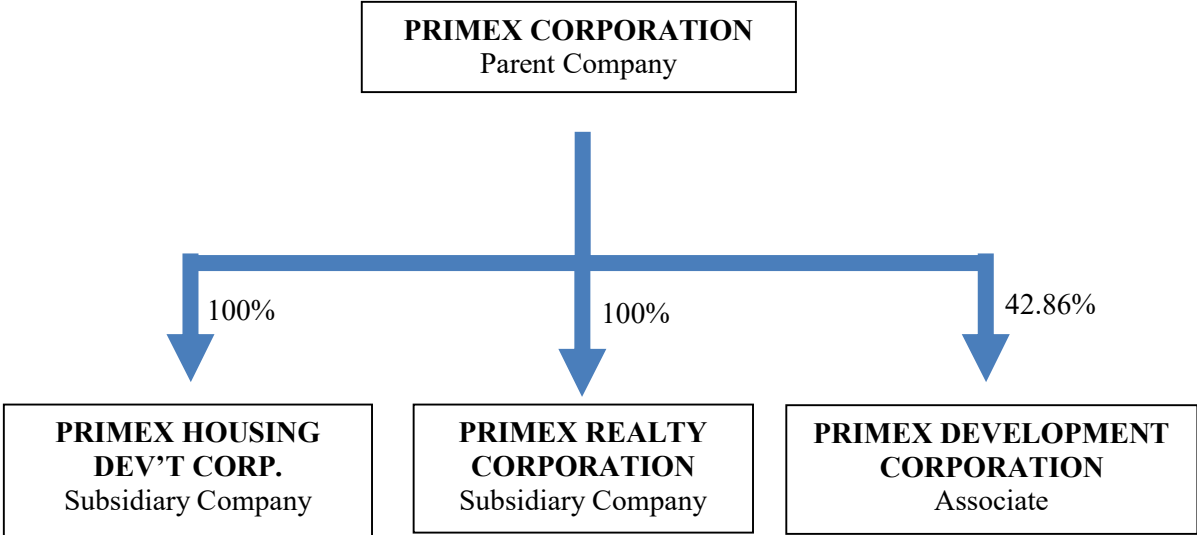 PRIMEX CORPORATION
Parent Company
100%
100%
42.86%
PRIMEX HOUSING
DEV’T CORP.
Subsidiary Company
PRIMEX REALTY
CORPORATION
Subsidiary Company
PRIMEX DEVELOPMENT
CORPORATION
Associate